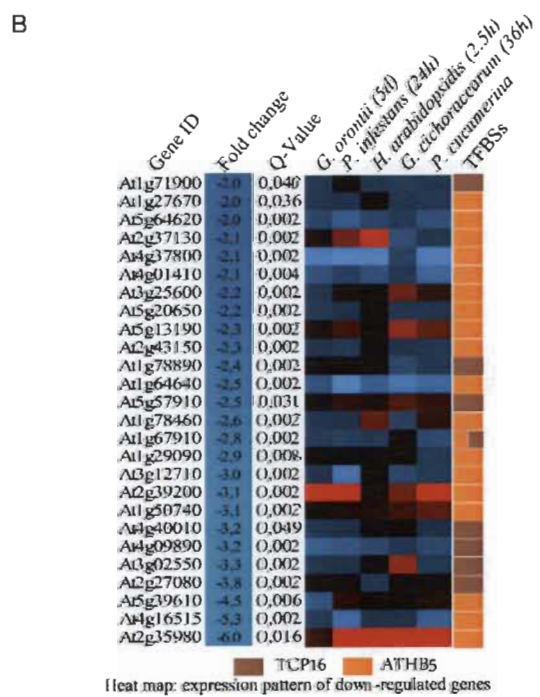 B
Gene ID Fold change Q-Value G. orontii (5d) P. infestans (24h) H. arabidopsidis (2.5h) G. cichoracearum (36h) P. cucumerina TFBSs
At1g71900 -2.0 0,040
At1g27670 -2.0 0,036
At5g64620 -2.0 0,002
At2g37130 -2,1 0,002
At4g37800 -2,1 0,002
At4g01410 -2,1 0,004
At3g25600 -2,2 0,002
At5g20650 -2,2 0,002
At5g13190 -2,3 0,002
At2g43150 -2,3 0,002
At1g78890 -2,4 0,002
At1g64640 -2,5 0,002
At5g57910 -2,5 0,031
At1g78460 -2,6 0,002
At1g67910 -2,8 0,002
At1g29090 -2,9 0,008
At3g12710 -3,0 0,002
At2g39200 -3,1 0,002
At1g50740 -3,1 0,002
At4g40010 -3,2 0,049
At4g09890 -3,2 0,002
At3g02550 -3,3 0,002
At2g27080 -3,8 0,002
At5g39610 -4,5 0,006
At4g16515 -5,3 0,002
At2g35980 -6.0 0,016
TCP16 ATHB5
Heat map: expression pattern of down-regulated genes